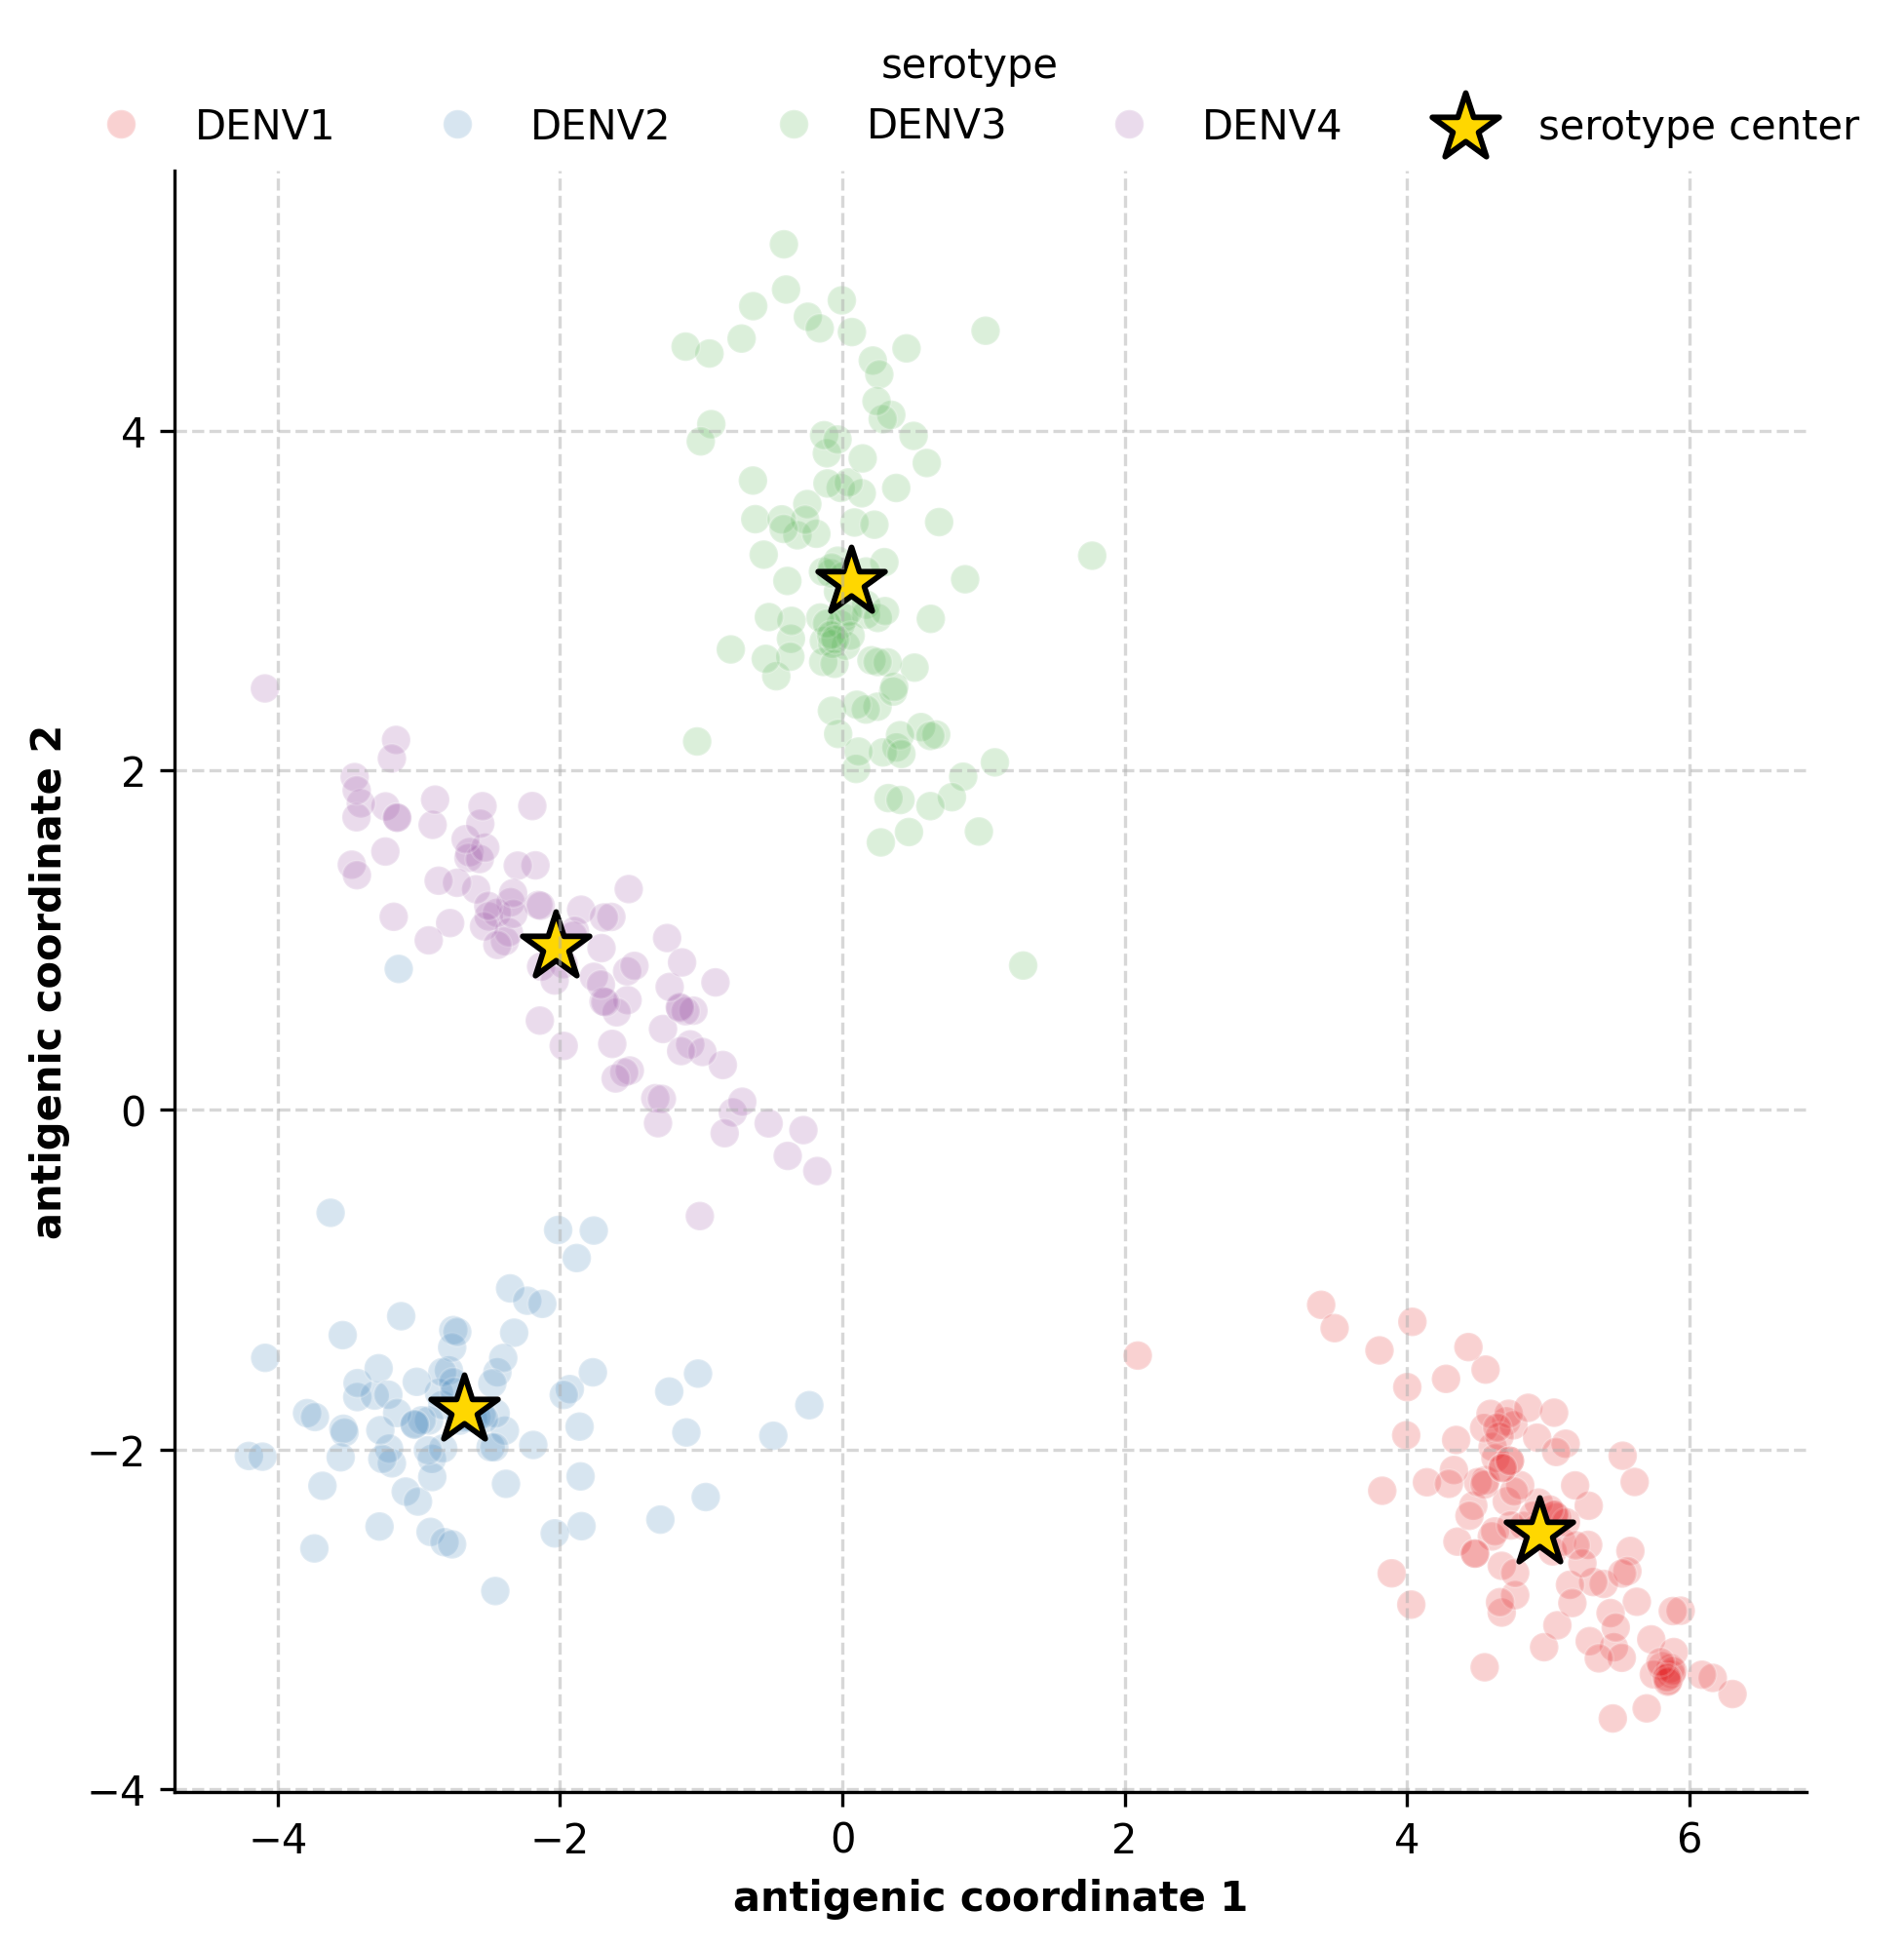 serotype
DENV1 DENV2 DENV3 DENV4 serotype center
antigenic coordinate 2
4
2
0
−2
−4
−4 −2 0 2 4 6
antigenic coordinate 1